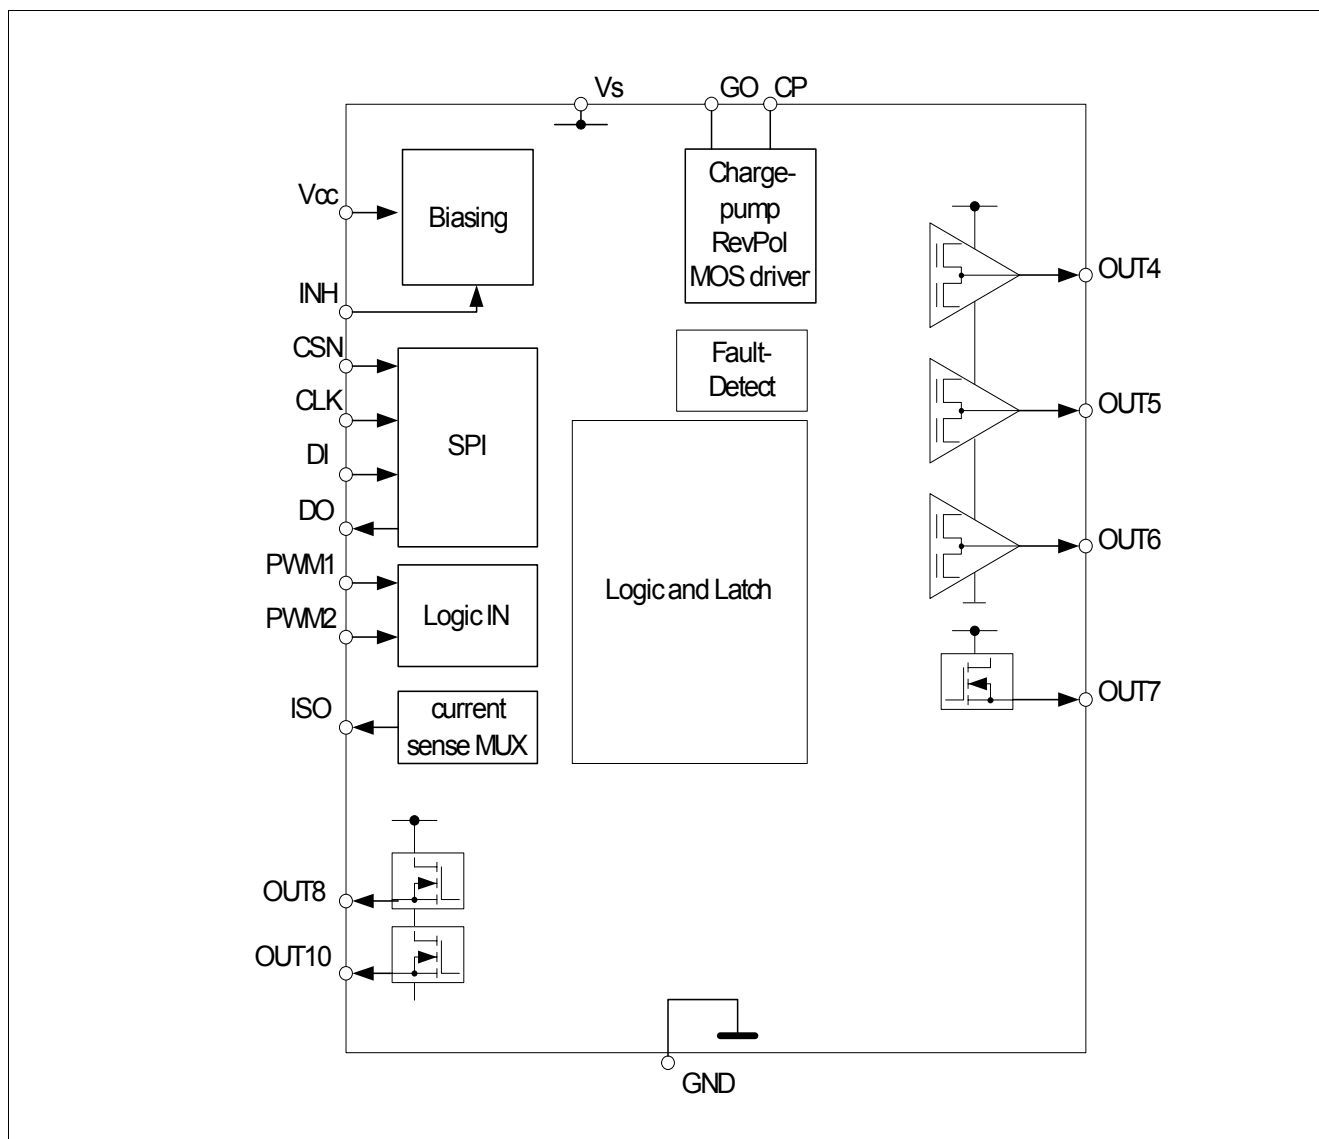 Vs
GO
CP
Vcc
Biasing
Charge-
pump
RevPol
MOS driver
INH
OUT4
CSN
CLK
DI
DO
SPI
Fault-
Detect
OUT5
PWM1
PWM2
Logic IN
Logic and Latch
OUT6
ISO
current
sense MUX
OUT7
OUT8
OUT10
GND